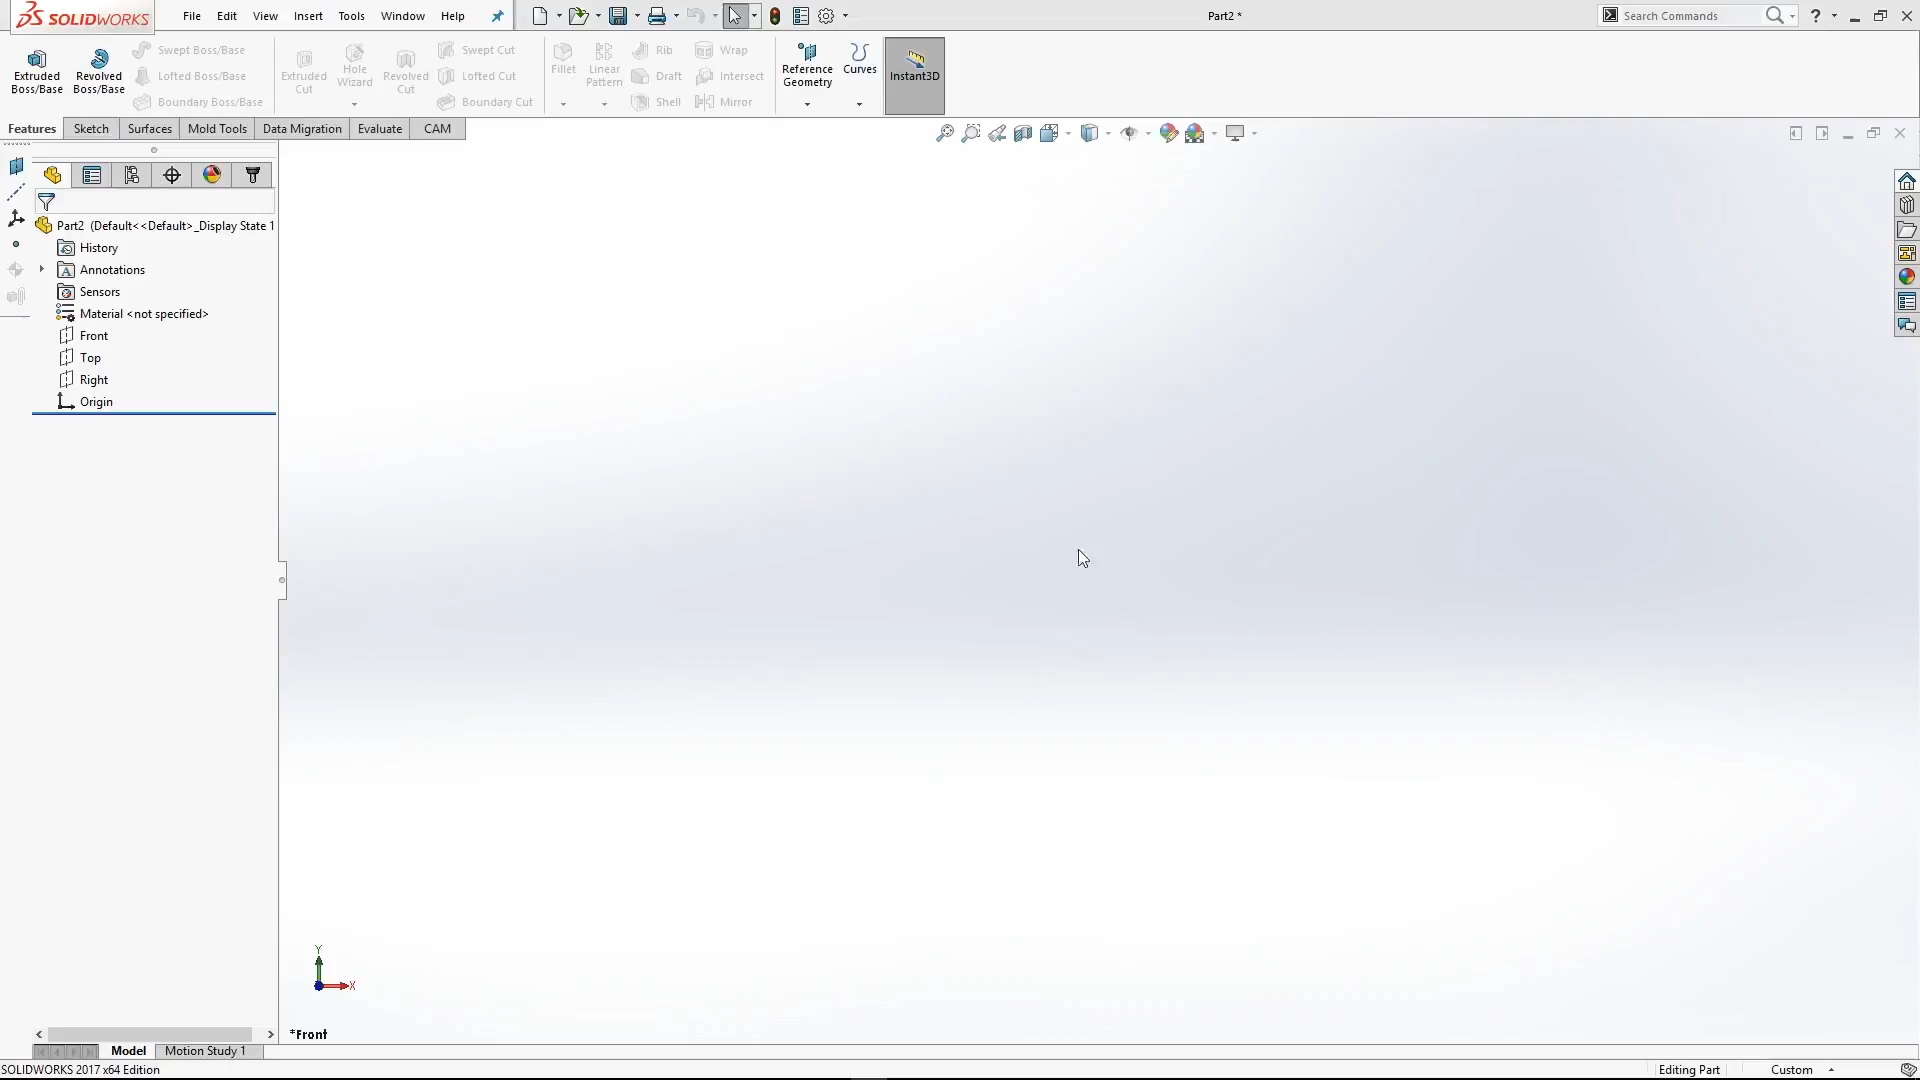 SOLIDWORKS File Edit View Insert Tools Window Help Part2 * Search Commands ?
Extruded Boss/Base
Revolved Boss/Base
Swept Boss/Base
Lofted Boss/Base
Boundary Boss/Base
Extruded Cut
Hole Wizard
Revolved Cut
Swept Cut
Lofted Cut
Boundary Cut
Fillet
Linear Pattern
Rib
Draft
Shell
Wrap
Intersect
Mirror
Reference Geometry
Curves
Instant3D
Features Sketch Surfaces Mold Tools Data Migration Evaluate CAM
Part2 (Default<<Default>_Display State 1
History
Annotations
Sensors
Material <not specified>
Front
Top
Right
Origin
Y
X
*Front
Model Motion Study 1
SOLIDWORKS 2017 x64 Edition Editing Part Custom